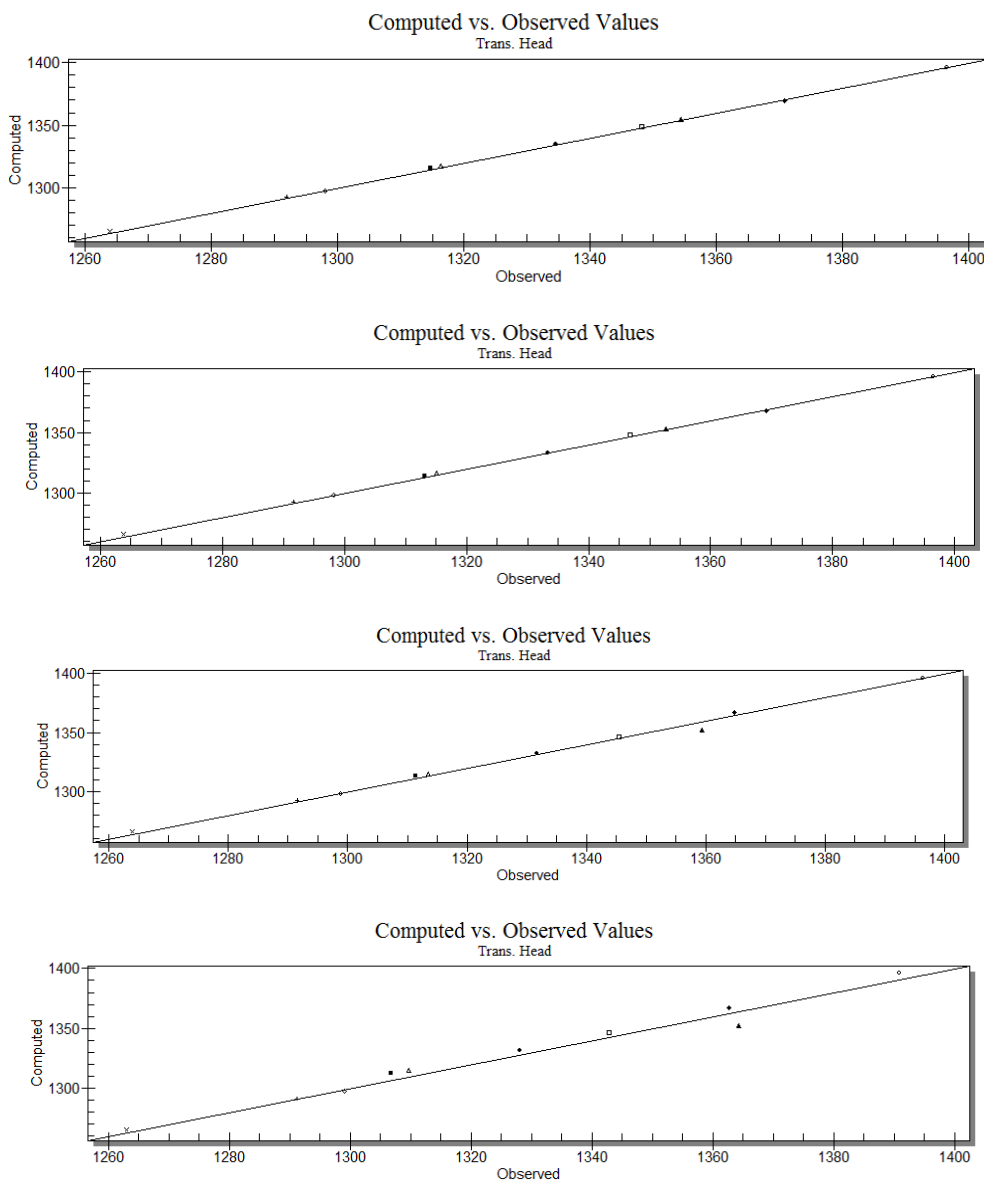 Computed vs. Observed Values
Trans. Head
1400
1350
1300
Computed
1260 1280 1300 1320 1340 1360 1380 1400
Observed
Computed vs. Observed Values
Trans. Head
1400
1350
1300
Computed
1260 1280 1300 1320 1340 1360 1380 1400
Observed
Computed vs. Observed Values
Trans. Head
1400
1350
1300
Computed
1260 1280 1300 1320 1340 1360 1380 1400
Observed
Computed vs. Observed Values
Trans. Head
1400
1350
1300
Computed
1260 1280 1300 1320 1340 1360 1380 1400
Observed